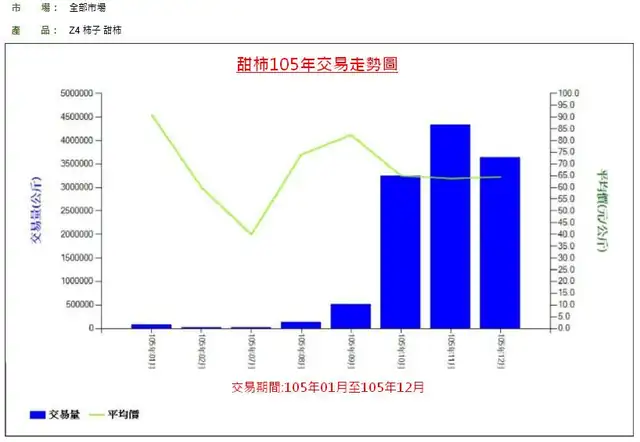 市 場： 全部市場
產 品： Z4 柿子 甜柿
甜柿105年交易走勢圖
交易量(公斤)
5000000
4500000
4000000
3500000
3000000
2500000
2000000
1500000
1000000
500000
0
100.0
95.0
90.0
85.0
80.0
75.0
70.0
65.0
60.0
55.0
50.0
45.0
40.0
35.0
30.0
25.0
20.0
15.0
10.0
5.0
0.0
平均價(元/公斤)
105年01月
105年02月
105年07月
105年08月
105年09月
105年10月
105年11月
105年12月
交易期間:105年01月至105年12月
交易量 平均價